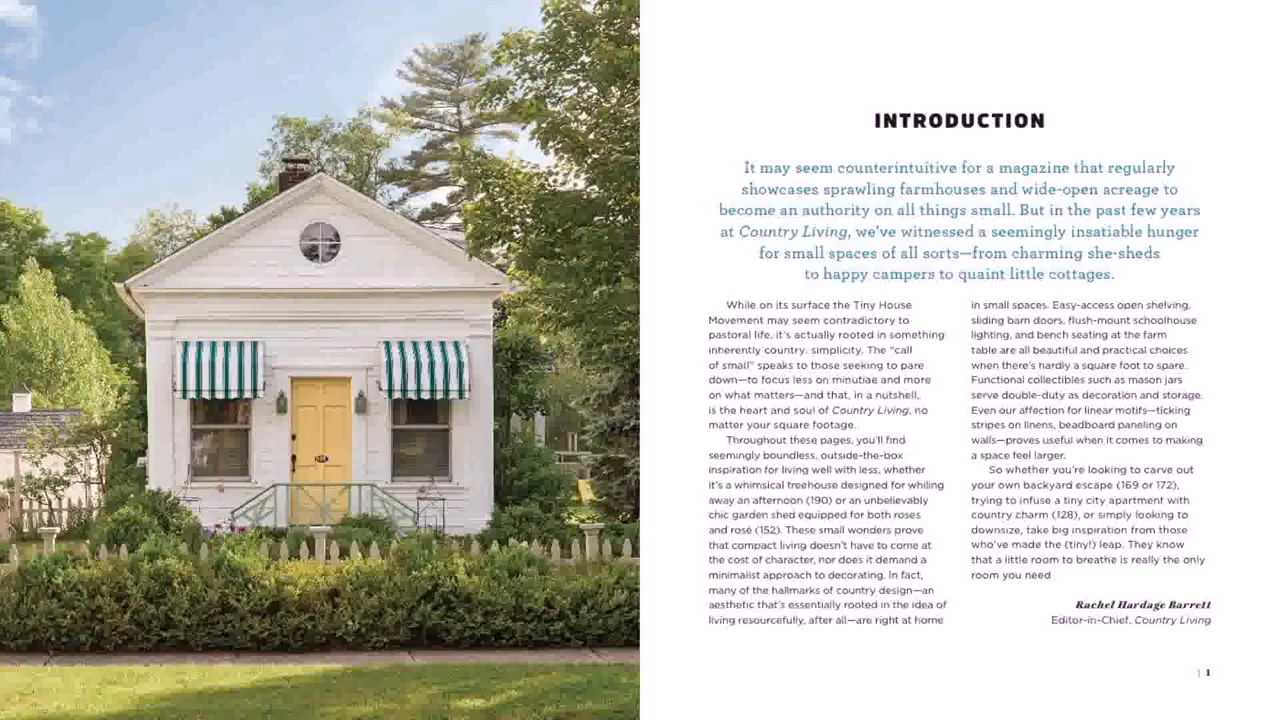 INTRODUCTION
It may seem counterintuitive for a magazine that regularly
showcases sprawling farmhouses and wide-open acreage to
become an authority on all things small. But in the past few years
at Country Living, we've witnessed a seemingly insatiable hunger
for small spaces of all sorts—from charming she-sheds
to happy campers to quaint little cottages.
While on its surface the Tiny House
Movement may seem contradictory to
pastoral life, it's actually rooted in something
inherently country: simplicity. The "call
of small" speaks to those seeking to pare
down—to focus less on minutiae and more
on what matters—and that, in a nutshell,
is the heart and soul of Country Living, no
matter your square footage.
Throughout these pages, you'll find
seemingly boundless, outside-the-box
inspiration for living well with less, whether
it's a whimsical treehouse designed for whiling
away an afternoon (190) or an unbelievably
chic garden shed equipped for both roses
and rosé (152). These small wonders prove
that compact living doesn't have to come at
the cost of character, nor does it demand a
minimalist approach to decorating. In fact,
many of the hallmarks of country design—an
aesthetic that's essentially rooted in the idea of
living resourcefully, after all—are right at home
in small spaces. Easy-access open shelving,
sliding barn doors, flush-mount schoolhouse
lighting, and bench seating at the farm
table are all beautiful and practical choices
when there's hardly a square foot to spare.
Functional collectibles such as mason jars
serve double-duty as decoration and storage.
Even our affection for linear motifs—ticking
stripes on linens, beadboard paneling on
walls—proves useful when it comes to making
a space feel larger.
So whether you're looking to carve out
your own backyard escape (169 or 172),
trying to infuse a tiny city apartment with
country charm (128), or simply looking to
downsize, take big inspiration from those
who've made the (tiny!) leap. They know
that a little room to breathe is really the only
room you need
Rachel Hardage Barrett
Editor-in-Chief, Country Living
| 1